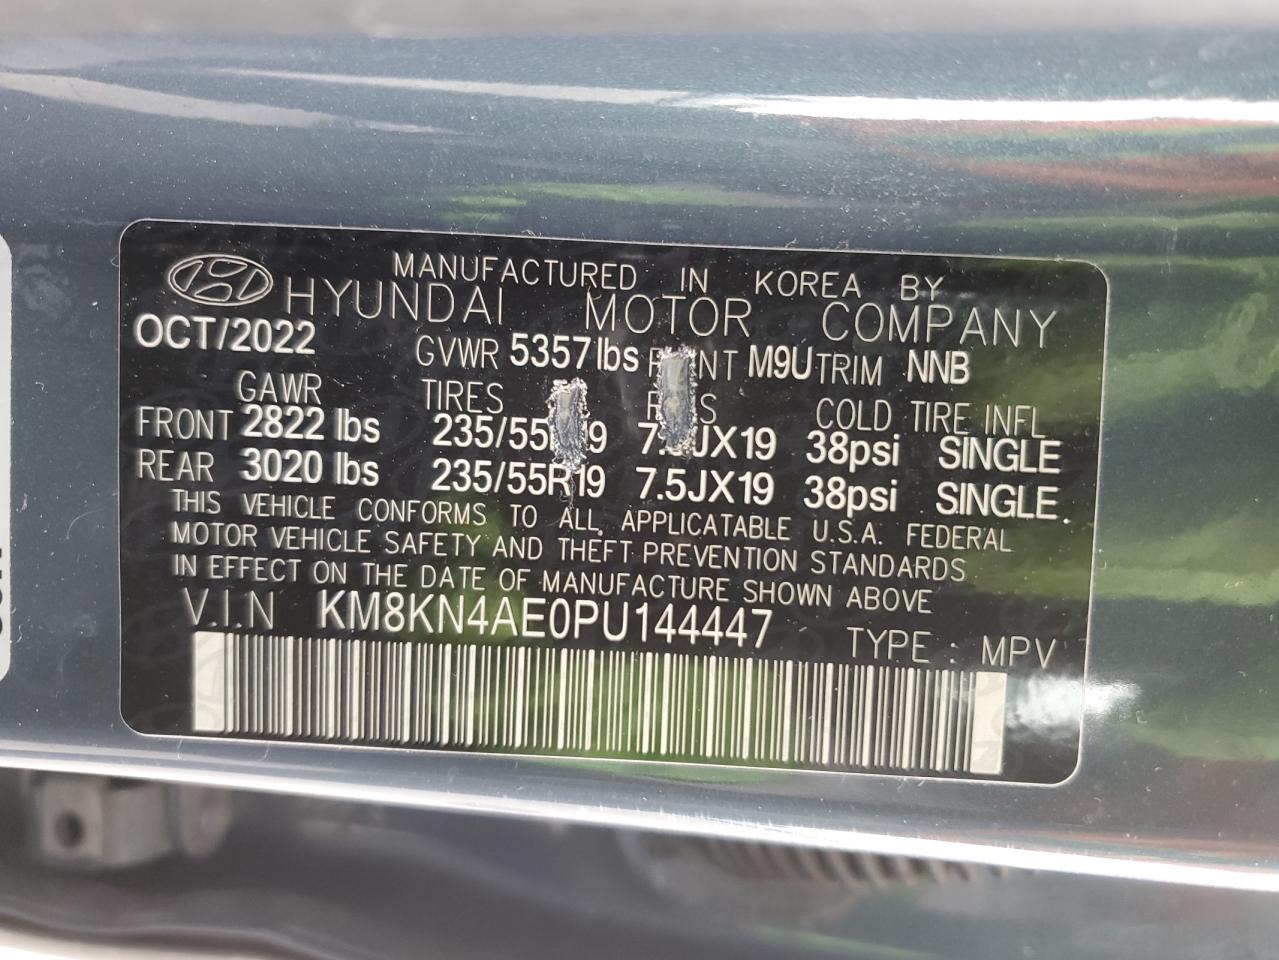 MANUFACTURED IN KOREA BY
HYUNDAI MOTOR COMPANY
OCT/2022 GVWR 5357 lbs M9U TRIM NNB
GAWR TIRES COLD TIRE INFL
FRONT 2822 lbs 7.5JX19 38psi SINGLE
REAR 3020 lbs 235/55R19 7.5JX19 38psi SINGLE
THIS VEHICLE CONFORMS TO ALL APPLICATABLE U.S.A. FEDERAL
MOTOR VEHICLE SAFETY AND THEFT PREVENTION STANDARDS
IN EFFECT ON THE DATE OF MANUFACTURE SHOWN ABOVE
V.I.N KM8KN4AE0PU144447 TYPE : MPV